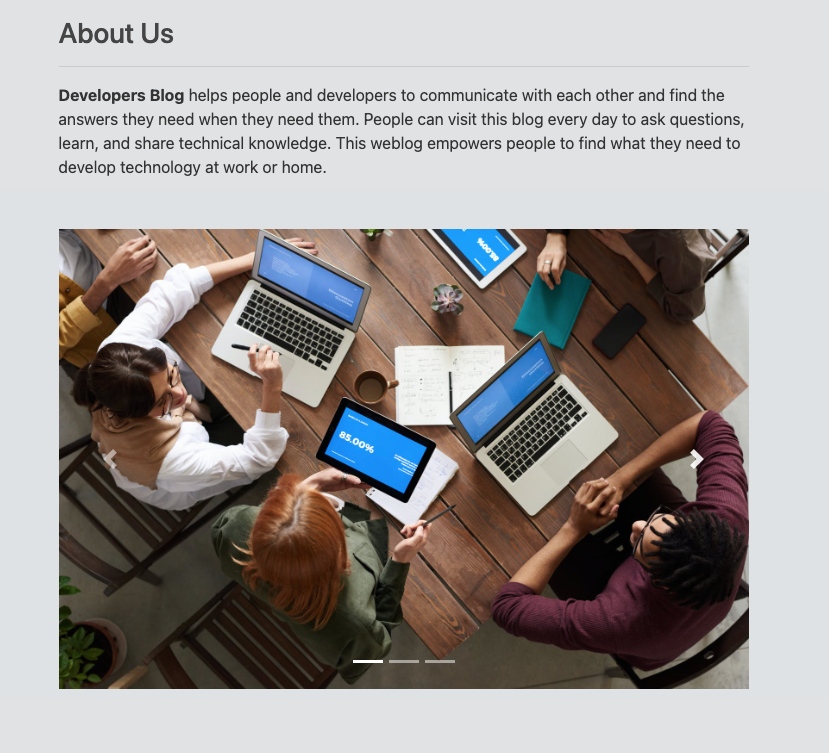 About Us
Developers Blog helps people and developers to communicate with each other and find the
answers they need when they need them. People can visit this blog every day to ask questions,
learn, and share technical knowledge. This weblog empowers people to find what they need to
develop technology at work or home.
85.00%
85.00%